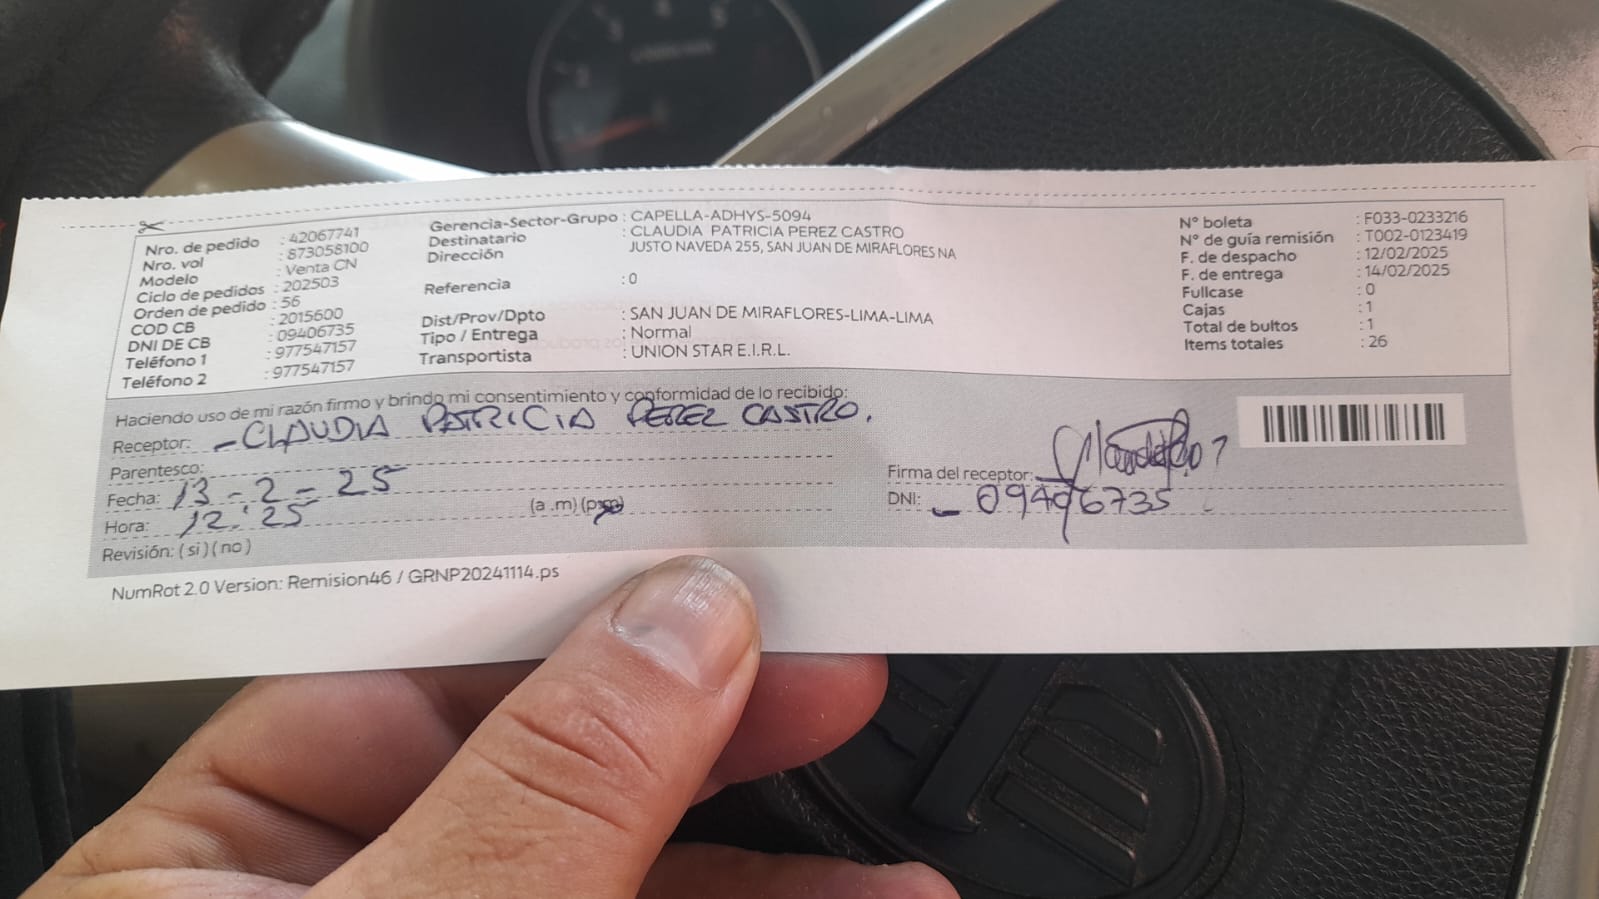 Nro. de pedido : 42067741
Nro. vol : 873058100
Modelo : Venta CN
Ciclo de pedidos : 202503
Orden de pedido : 56
COD CB : 2015600
DNI DE CB : 09406735
Teléfono 1 : 977547157
Teléfono 2 : 977547157
Gerencia-Sector-Grupo : CAPELLA-ADHYS-5094
Destinatario : CLAUDIA PATRICIA PEREZ CASTRO
Dirección JUSTO NAVEDA 255, SAN JUAN DE MIRAFLORES NA
Referencia : 0
Dist/Prov/Dpto : SAN JUAN DE MIRAFLORES-LIMA-LIMA
Tipo / Entrega : Normal
Transportista : UNION STAR E.I.R.L.
N° boleta : F033-0233216
N° de guía remisión : T002-0123419
F. de despacho : 12/02/2025
F. de entrega : 14/02/2025
Fullcase : 0
Cajas : 1
Total de bultos : 1
Items totales : 26
Haciendo uso de mi razón firmo y brindo mi consentimiento y conformidad de lo recibido:
Receptor: - CLAUDIA PATRICIA PEREZ CASTRO.
Parentesco:
Fecha: 13 - 2 - 25
Hora: 12:25 (a .m) (p
Revisión: ( si ) ( no )
Firma del receptor:
DNI: - 09406735
NumRot 2.0 Version: Remision46 / GRNP20241114.ps
3 4 5
2